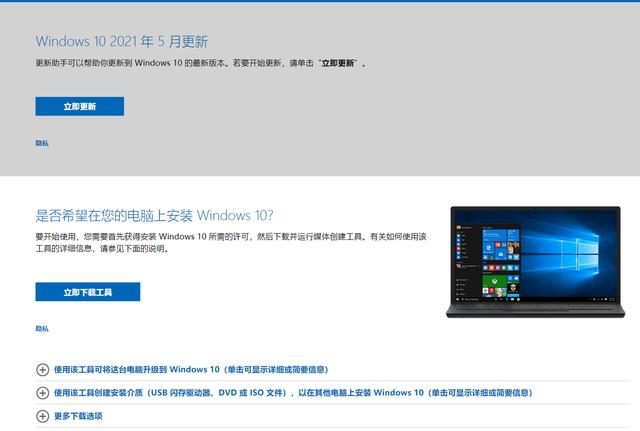 Windows 10 2021 年 5 月更新
更新助手可以帮助你更新到 Windows 10 的最新版本。若要开始更新，请单击“立即更新”。
立即更新
隐私
是否希望在您的电脑上安装 Windows 10?
要开始使用，您需要首先获得安装 Windows 10 所需的许可，然后下载并运行媒体创建工具。有关如何使用该
工具的详细信息，请参见下面的说明。
立即下载工具
隐私
使用该工具可将这台电脑升级到 Windows 10（单击可显示详细或简要信息）
使用该工具创建安装介质（USB 闪存驱动器、DVD 或 ISO 文件），以在其他电脑上安装 Windows 10（单击可显示详细或简要信息）
更多下载选项